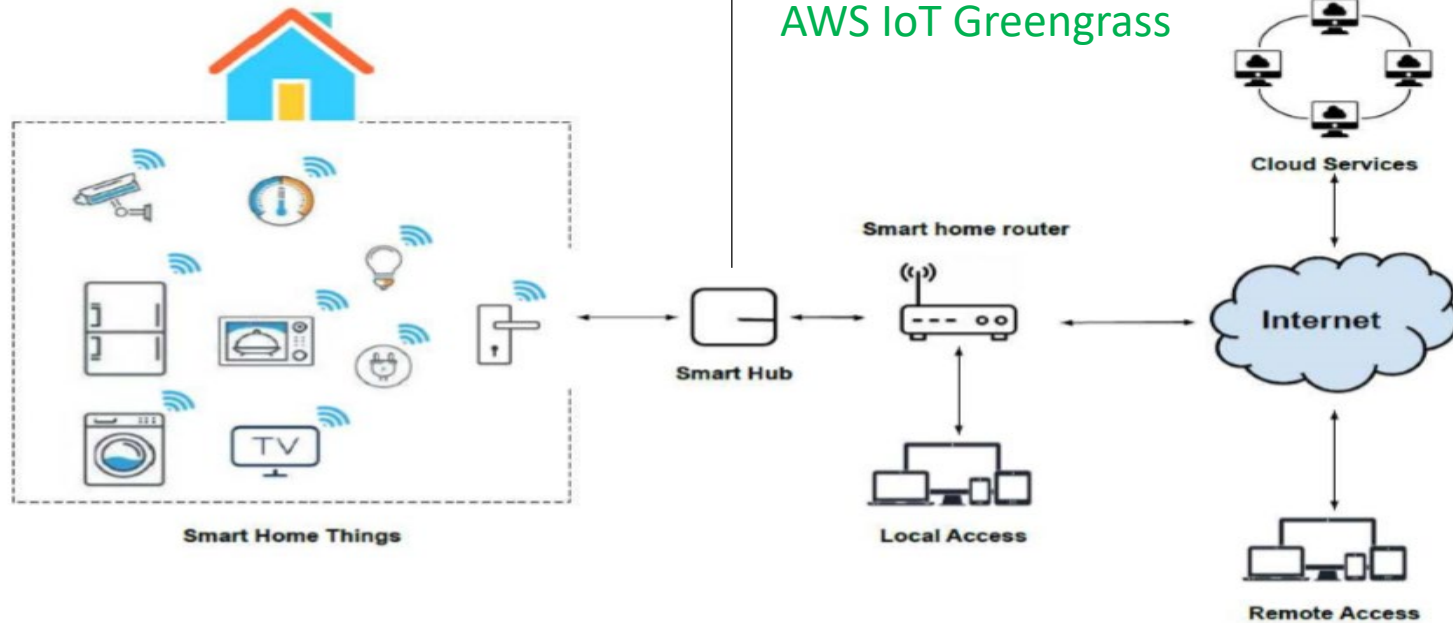 AWS IoT Greengrass
Cloud Services
Smart home router
Internet
Smart Hub
TV
Smart Home Things
Local Access
Remote Access